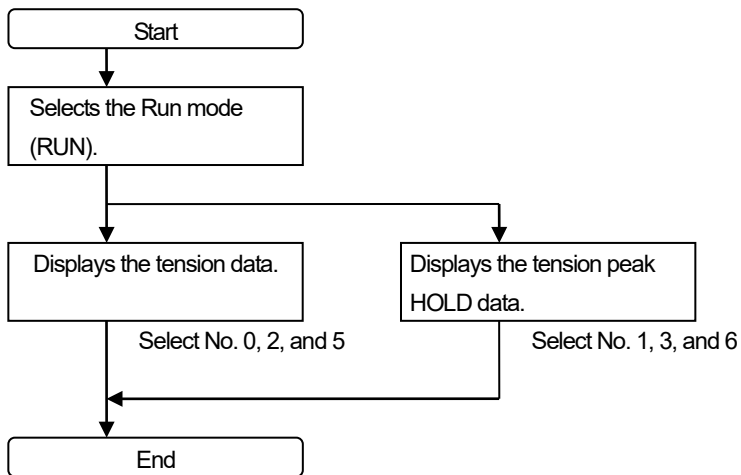 Start
Selects the Run mode
(RUN).
Displays the tension data.
Displays the tension peak
HOLD data.
Select No. 0, 2, and 5
Select No. 1, 3, and 6
End